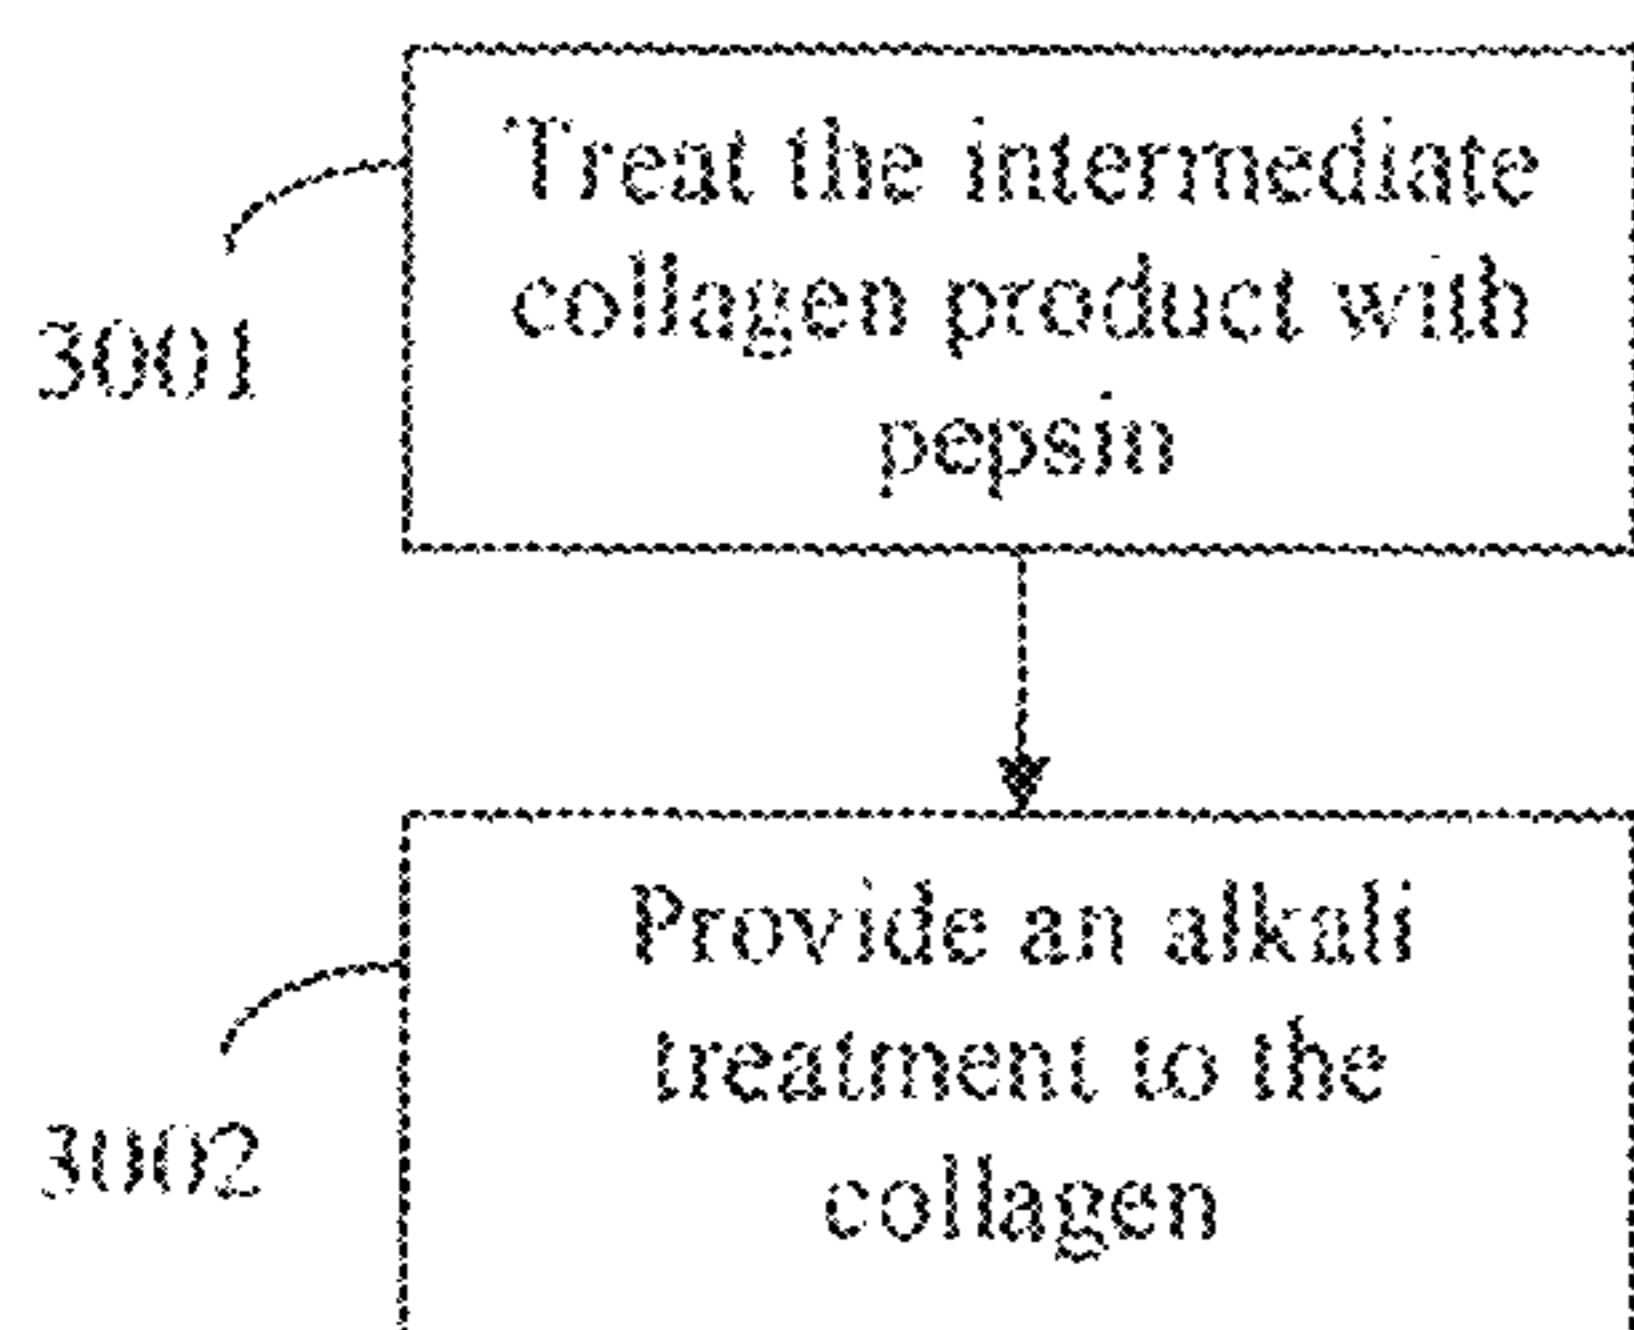 Treat the intermediate
collagen product with
pepsin
3001
Provide an alkali
treatment to the
collagen
3002